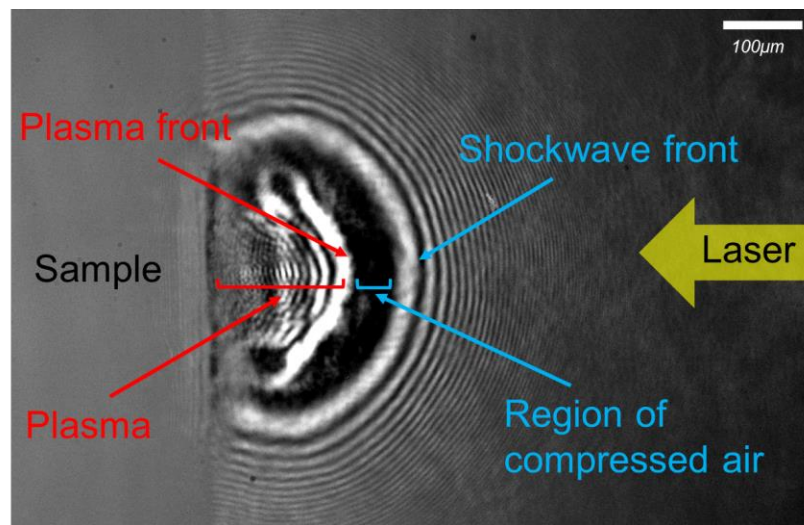 100µm
Plasma front
Shockwave front
Sample
Laser
Plasma
Region of
compressed air